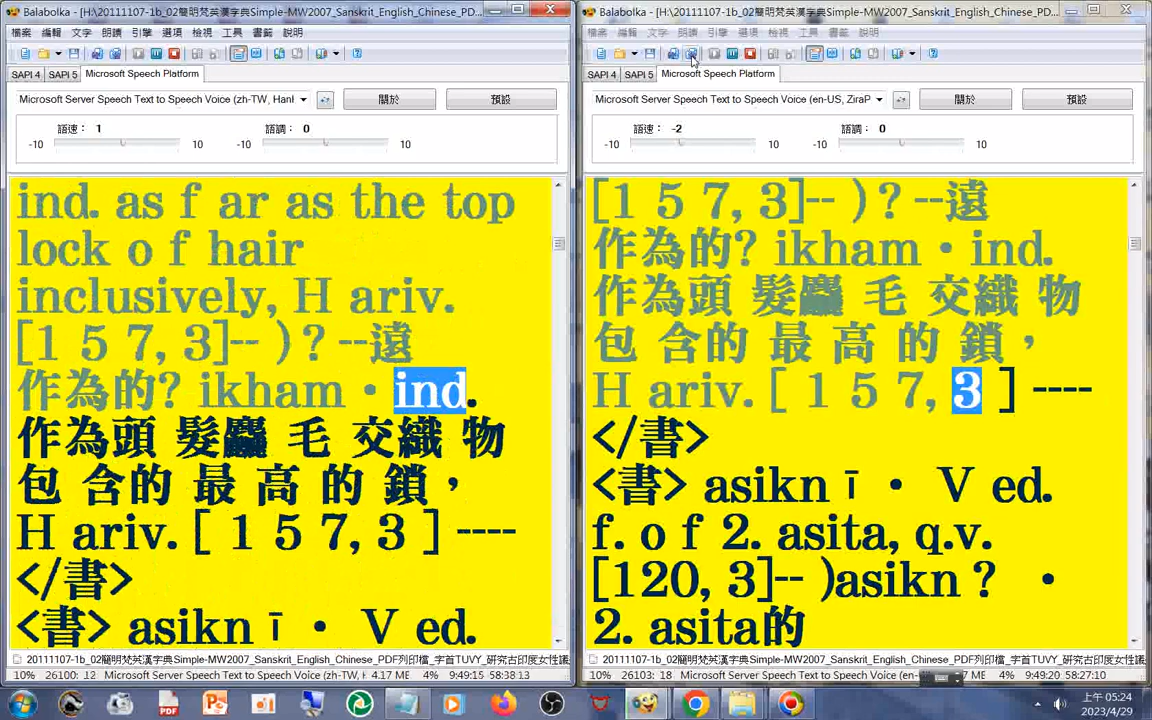 Balabolka - [H:\20111107-1b_02簡明梵英漢字典Simple-MW2007_Sanskrit_English_Chinese_PD...
檔案 編輯 文字 朗讀 引擎 選項 檢視 工具 書籤 說明
SAPI 4 SAPI 5 Microsoft Speech Platform
Microsoft Server Speech Text to Speech Voice (zh-TW, Hanl 關於 預設
語速： 1 語調： 0
-10 10 -10 10
ind. as f ar as the top
lock o f hair
inclusively, H ariv.
[1 5 7, 3]-- )？--遠
作為的? ikham・ind.
作為頭 髮 毛 交織 物
包 含的 最 高 的 鎖，
H ariv. [ 1 5 7, 3 ] ----
</書>
<書> asikn ī・ V ed.
20111107-1b_02簡明梵英漢字典Simple-MW2007_Sanskrit_English_Chinese_PDF列印檔_字首TUVY_研究古印度女性議
10% 26100: 12 Microsoft Server Speech Text to Speech Voice (zh-TW, H 4.17 ME 4% 9:49:15 58:38:13
Balabolka - [H:\20111107-1b_02簡明梵英漢字典Simple-MW2007_Sanskrit_English_Chinese_PD...
檔案 編輯 文字 朗讀 引擎 選項 檢視 工具 書籤 說明
SAPI 4 SAPI 5 Microsoft Speech Platform
Microsoft Server Speech Text to Speech Voice (en-US, ZiraP 關於 預設
語速： -2 語調： 0
-10 10 -10 10
[1 5 7, 3]-- )？--遠
作為的? ikham・ind.
作為頭 髮 毛 交織 物
包 含的 最 高 的 鎖，
H ariv. [ 1 5 7, 3 ] ----
</書>
<書> asikn ī・ V ed.
f. o f 2. asita, q.v.
[120, 3]-- )asikn？ ・
2. asita的
20111107-1b_02簡明梵英漢字典Simple-MW2007_Sanskrit_English_Chinese_PDF列印檔_字首TUVY_研究古印度女性議
10% 26103: 18 Microsoft Server Speech Text to Speech Voice (en-u 4% 9:49:20 58:27:10
上午 05:24
2023/4/29